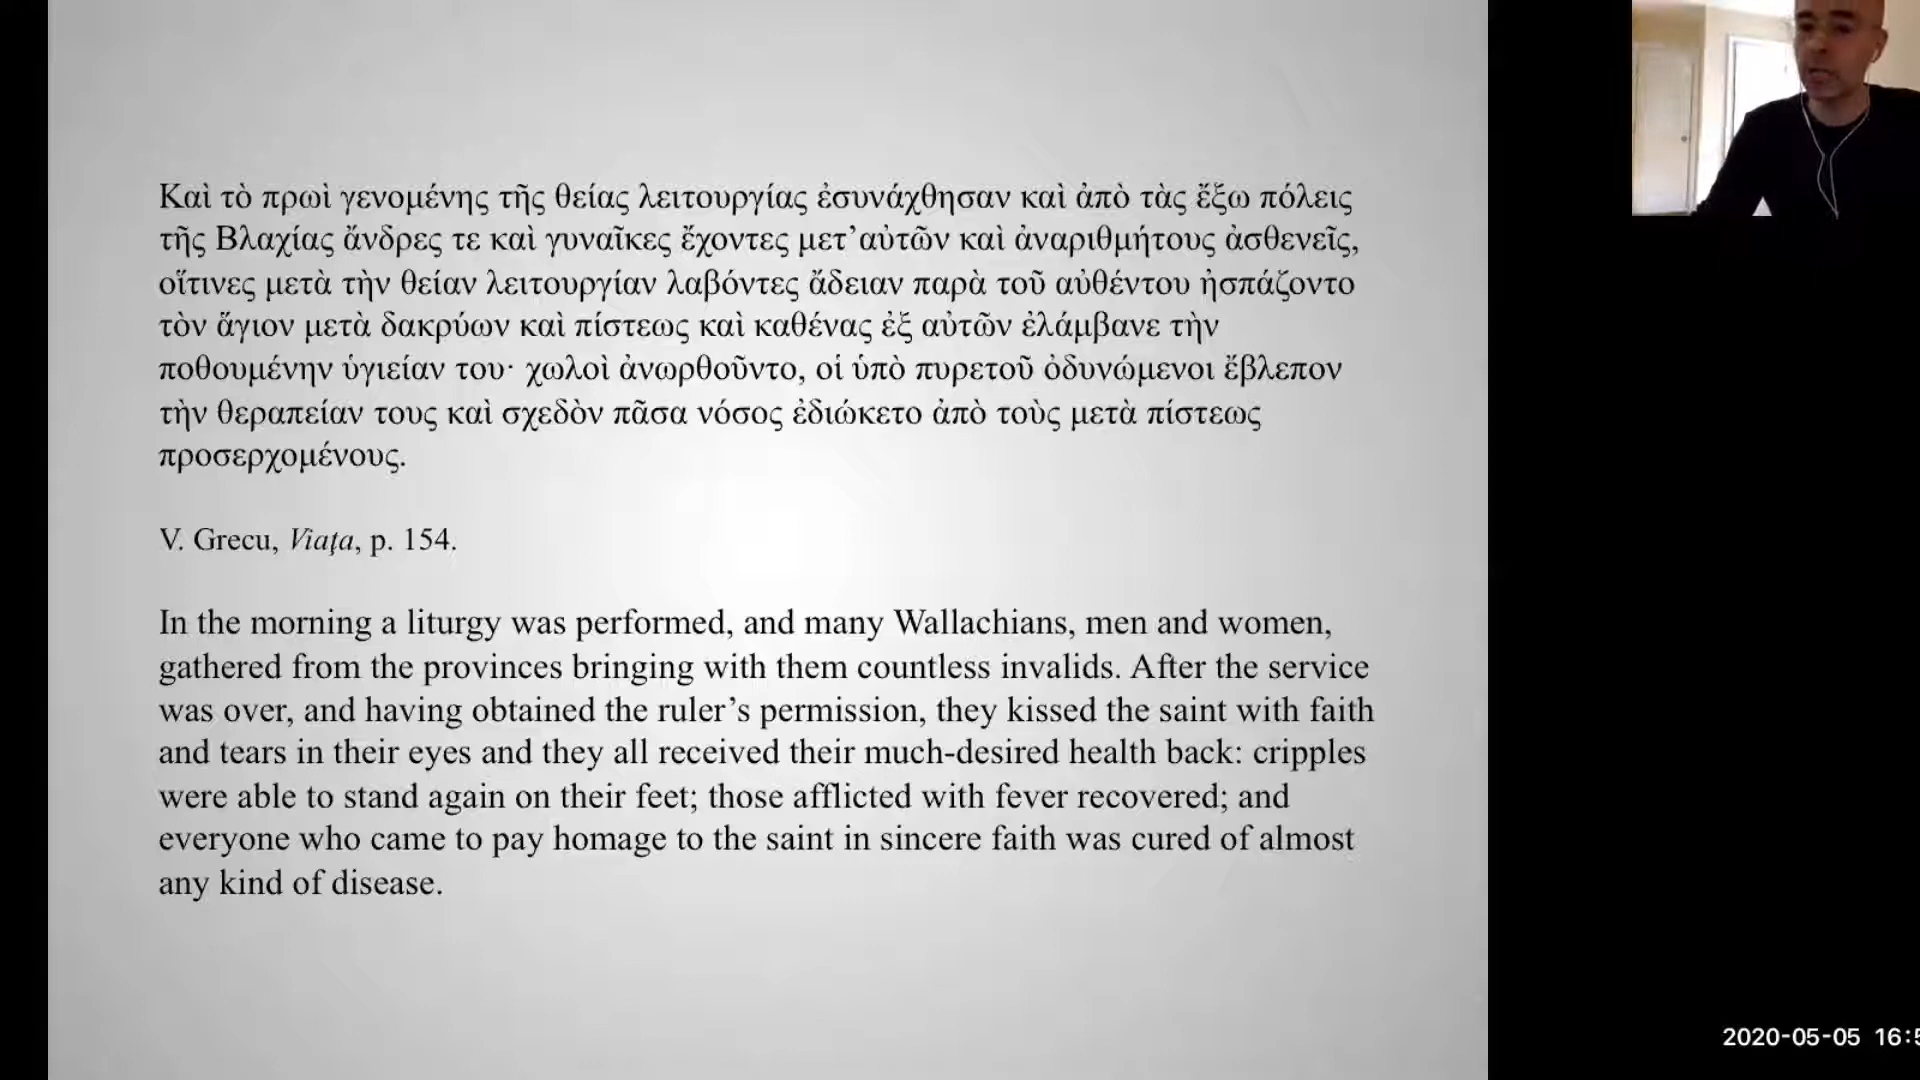 Καὶ τὸ πρωὶ γενομένης τῆς θείας λειτουργίας ἐσυνάχθησαν καὶ ἀπὸ τὰς ἔξω πόλεις
τῆς Βλαχίας ἄνδρες τε καὶ γυναῖκες ἔχοντες μετ’αὐτῶν καὶ ἀναριθμήτους ἀσθενεῖς,
οἵτινες μετὰ τὴν θείαν λειτουργίαν λαβόντες ἄδειαν παρὰ τοῦ αὐθέντου ἠσπάζοντο
τὸν ἅγιον μετὰ δακρύων καὶ πίστεως καὶ καθένας ἐξ αὐτῶν ἐλάμβανε τὴν
ποθουμένην ὑγιείαν του· χωλοὶ ἀνωρθοῦντο, οἱ ὑπὸ πυρετοῦ ὀδυνώμενοι ἔβλεπον
τὴν θεραπείαν τους καὶ σχεδὸν πᾶσα νόσος ἐδιώκετο ἀπὸ τοὺς μετὰ πίστεως
προσερχομένους.
V. Grecu, Viaţa, p. 154.
In the morning a liturgy was performed, and many Wallachians, men and women,
gathered from the provinces bringing with them countless invalids. After the service
was over, and having obtained the ruler’s permission, they kissed the saint with faith
and tears in their eyes and they all received their much-desired health back: cripples
were able to stand again on their feet; those afflicted with fever recovered; and
everyone who came to pay homage to the saint in sincere faith was cured of almost
any kind of disease.
2020-05-05 16:5